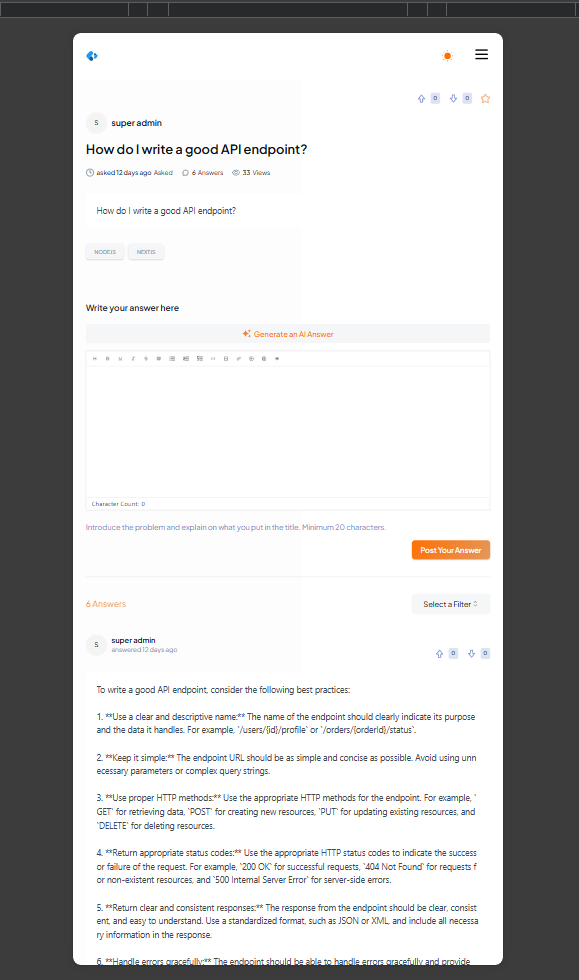 0 0
S super admin
How do I write a good API endpoint?
asked 12 days ago Asked 6 Answers 33 Views
How do I write a good API endpoint?
NODEJS NEXTJS
Write your answer here
Generate an AI Answer
Character Count: 0
Introduce the problem and explain on what you put in the title. Minimum 20 characters.
Post Your Answer
6 Answers Select a Filter
S super admin
answered 12 days ago
0 0
To write a good API endpoint, consider the following best practices:
1. **Use a clear and descriptive name:** The name of the endpoint should clearly indicate its purpose
and the data it handles. For example, `/users/{id}/profile` or `/orders/{orderId}/status`.
2. **Keep it simple:** The endpoint URL should be as simple and concise as possible. Avoid using unn
ecessary parameters or complex query strings.
3. **Use proper HTTP methods:** Use the appropriate HTTP methods for the endpoint. For example, `
GET` for retrieving data, `POST` for creating new resources, `PUT` for updating existing resources, and
`DELETE` for deleting resources.
4. **Return appropriate status codes:** Use the appropriate HTTP status codes to indicate the success
or failure of the request. For example, `200 OK` for successful requests, `404 Not Found` for requests f
or non-existent resources, and `500 Internal Server Error` for server-side errors.
5. **Return clear and consistent responses:** The response from the endpoint should be clear, consist
ent, and easy to understand. Use a standardized format, such as JSON or XML, and include all necessa
ry information in the response.
6. **Handle errors gracefully:** The endpoint should be able to handle errors gracefully and provide